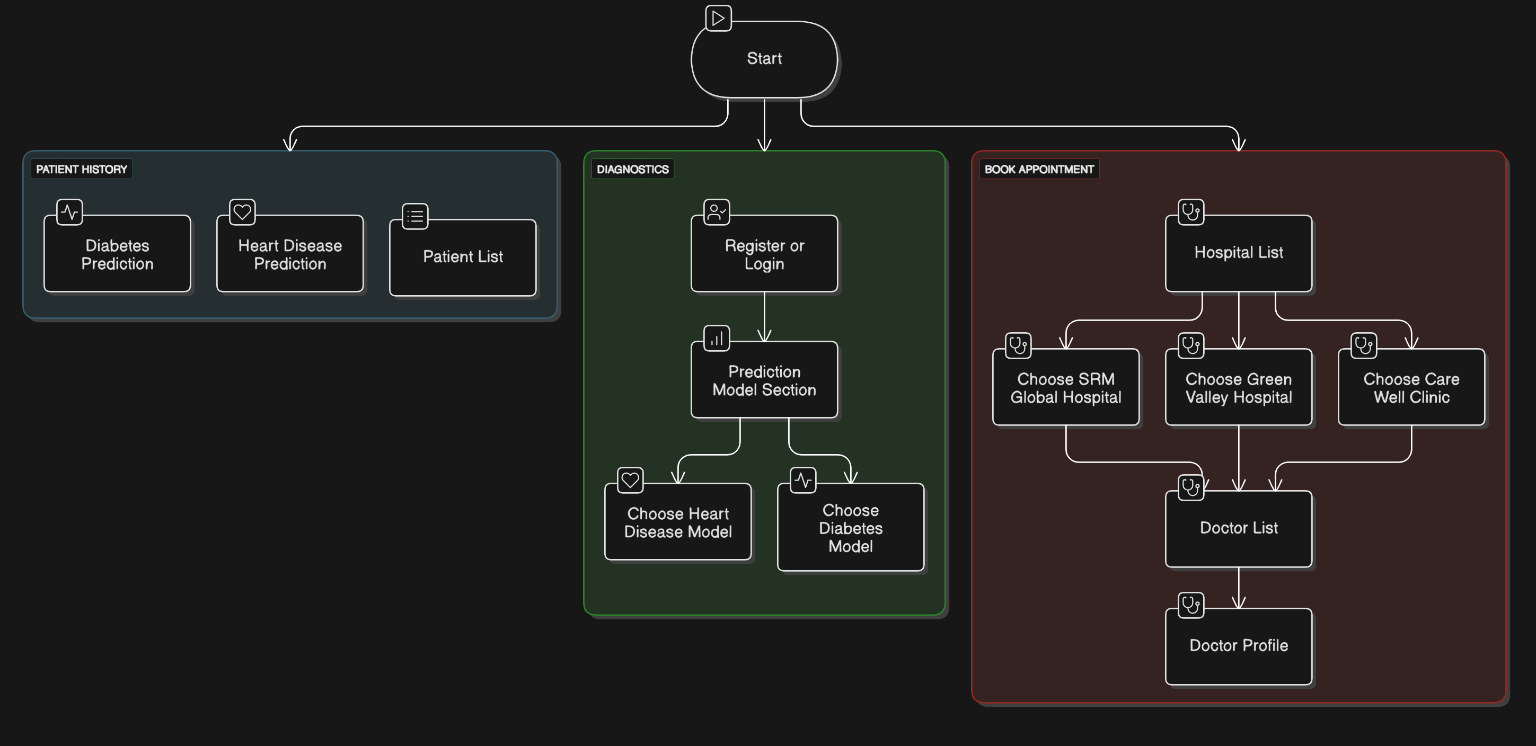 Start
PATIENT HISTORY
Diabetes
Prediction
Heart Disease
Prediction
Patient List
DIAGNOSTICS
Register or
Login
Prediction
Model Section
Choose Heart
Disease Model
Choose
Diabetes
Model
BOOK APPOINTMENT
Hospital List
Choose SRM
Global Hospital
Choose Green
Valley Hospital
Choose Care
Well Clinic
Doctor List
Doctor Profile